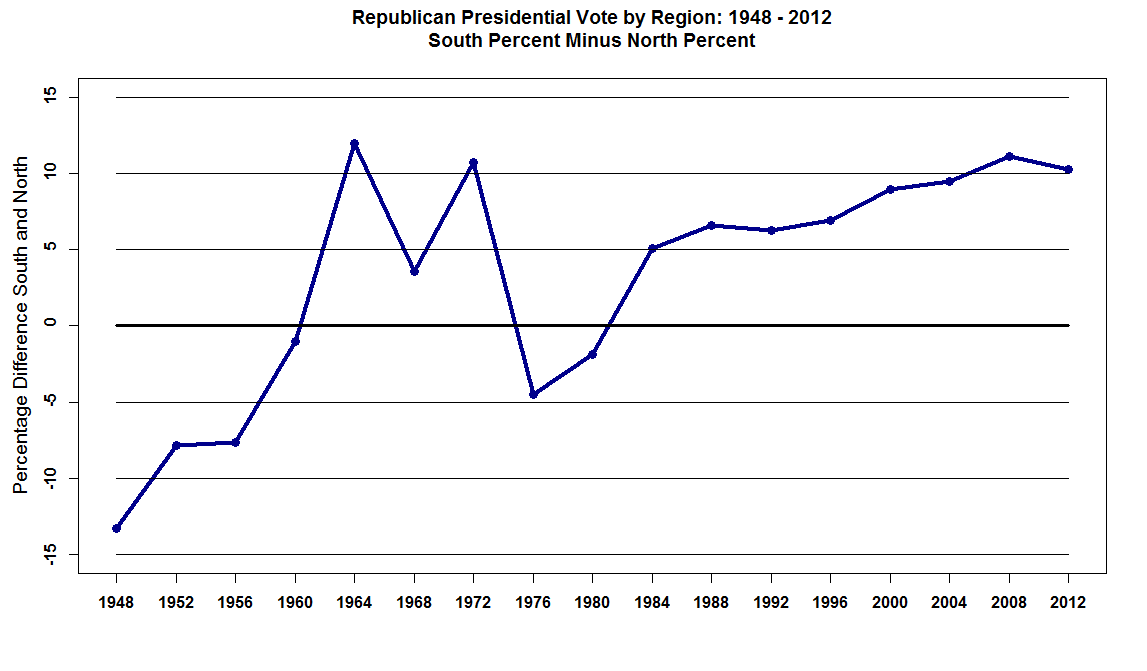 Republican Presidential Vote by Region: 1948 - 2012
South Percent Minus North Percent
Percentage Difference South and North
15
10
5
0
-5
-10
-15
1948 1952 1956 1960 1964 1968 1972 1976 1980 1984 1988 1992 1996 2000 2004 2008 2012